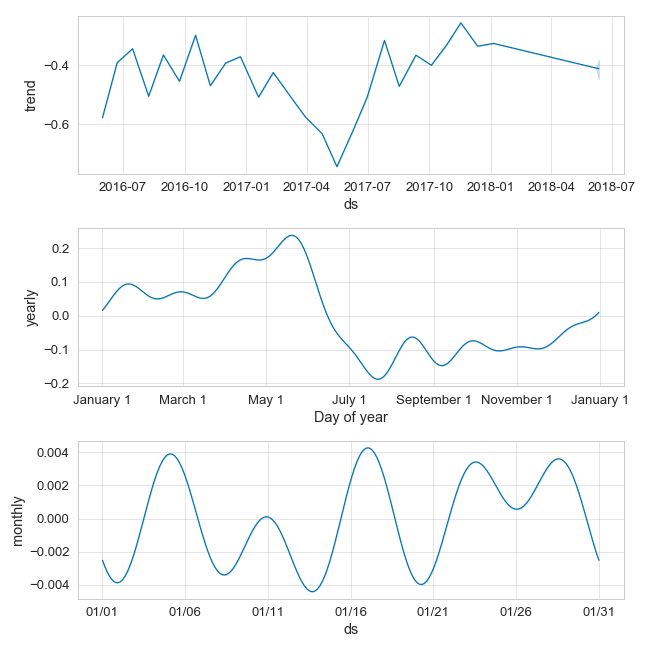 −0.4
−0.6
trend
2016-07 2016-10 2017-01 2017-04 2017-07 2017-10 2018-01 2018-04 2018-07
ds
0.2
0.1
0.0
−0.1
−0.2
yearly
January 1 March 1 May 1 July 1 September 1 November 1 January 1
Day of year
0.004
0.002
0.000
−0.002
−0.004
monthly
01/01 01/06 01/11 01/16 01/21 01/26 01/31
ds